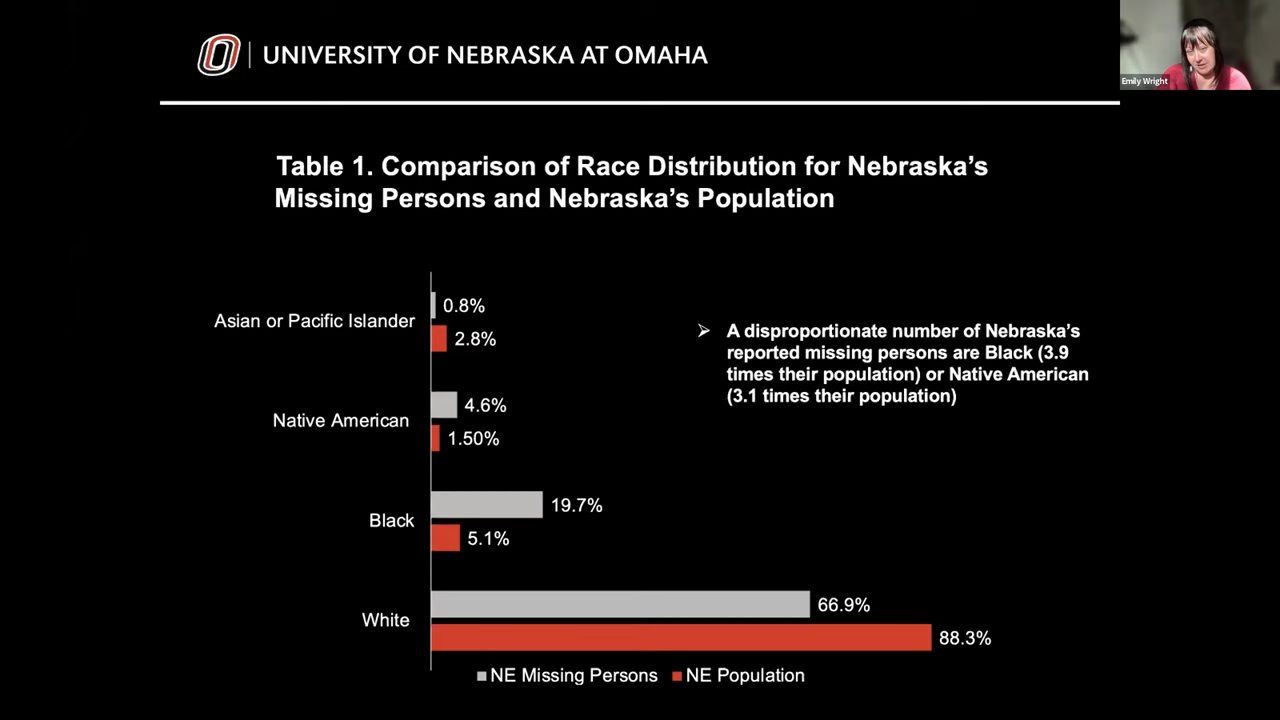 UNIVERSITY OF NEBRASKA AT OMAHA
Emily Wright
Table 1. Comparison of Race Distribution for Nebraska's
Missing Persons and Nebraska's Population
Asian or Pacific Islander
0.8%
2.8%
Native American
4.6%
1.50%
Black
19.7%
5.1%
White
66.9%
88.3%
NE Missing Persons
NE Population
A disproportionate number of Nebraska's
reported missing persons are Black (3.9
times their population) or Native American
(3.1 times their population)